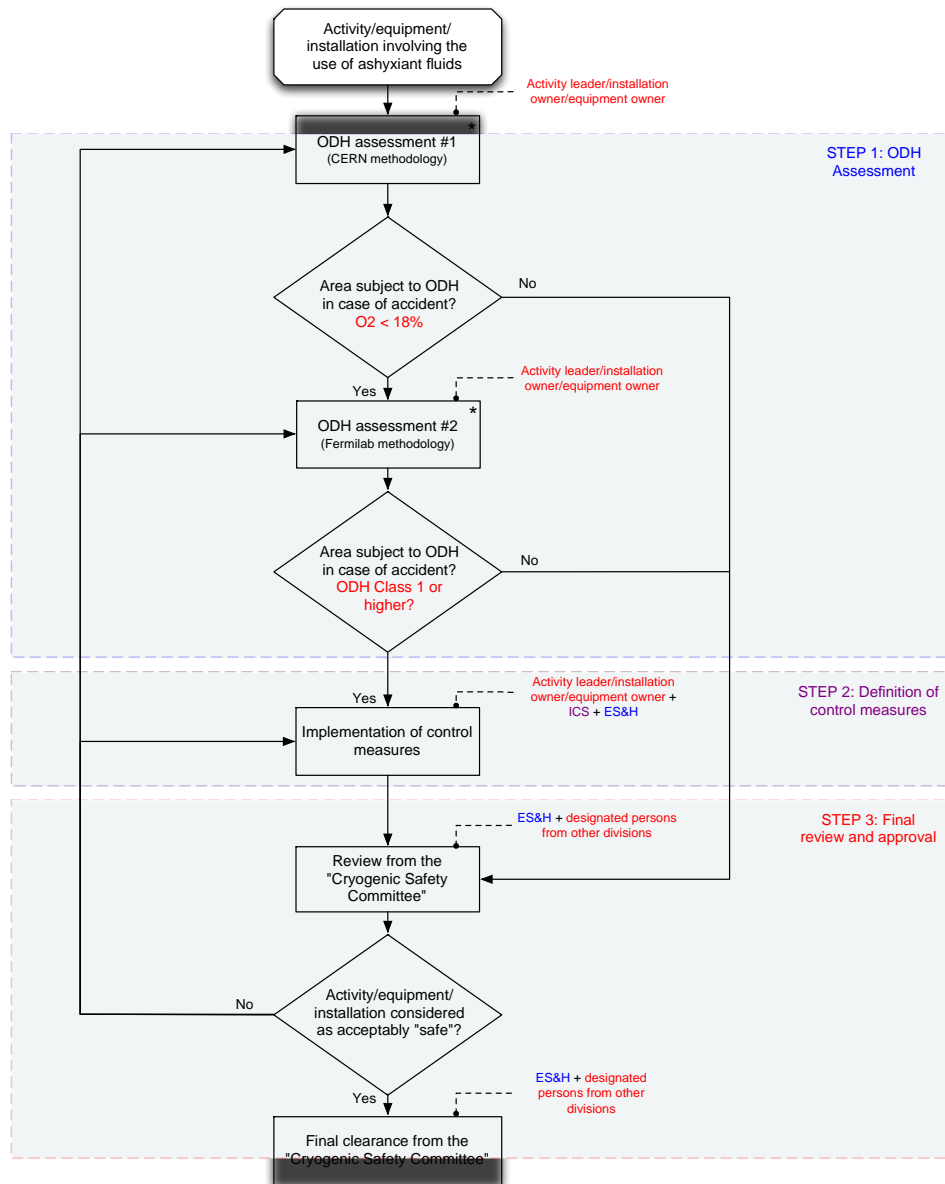 Activity/equipment/
installation involving the
use of ashyxiant fluids
Activity leader/installation
owner/equipment owner
*
ODH assessment #1
(CERN methodology)
STEP 1: ODH
Assessment
Area subject to ODH
in case of accident?
O2 < 18%
No
Yes
Activity leader/installation
owner/equipment owner
*
ODH assessment #2
(Fermilab methodology)
Area subject to ODH
in case of accident?
ODH Class 1 or
higher?
No
Yes
Activity leader/installation
owner/equipment owner +
ICS + ES&H
STEP 2: Definition of
control measures
Implementation of control
measures
ES&H + designated persons
from other divisions
STEP 3: Final
review and approval
Review from the
"Cryogenic Safety
Committee"
No
Activity/equipment/
installation considered
as acceptably "safe"?
Yes
ES&H + designated
persons from other
divisions
Final clearance from the
"Cryogenic Safety Committee"